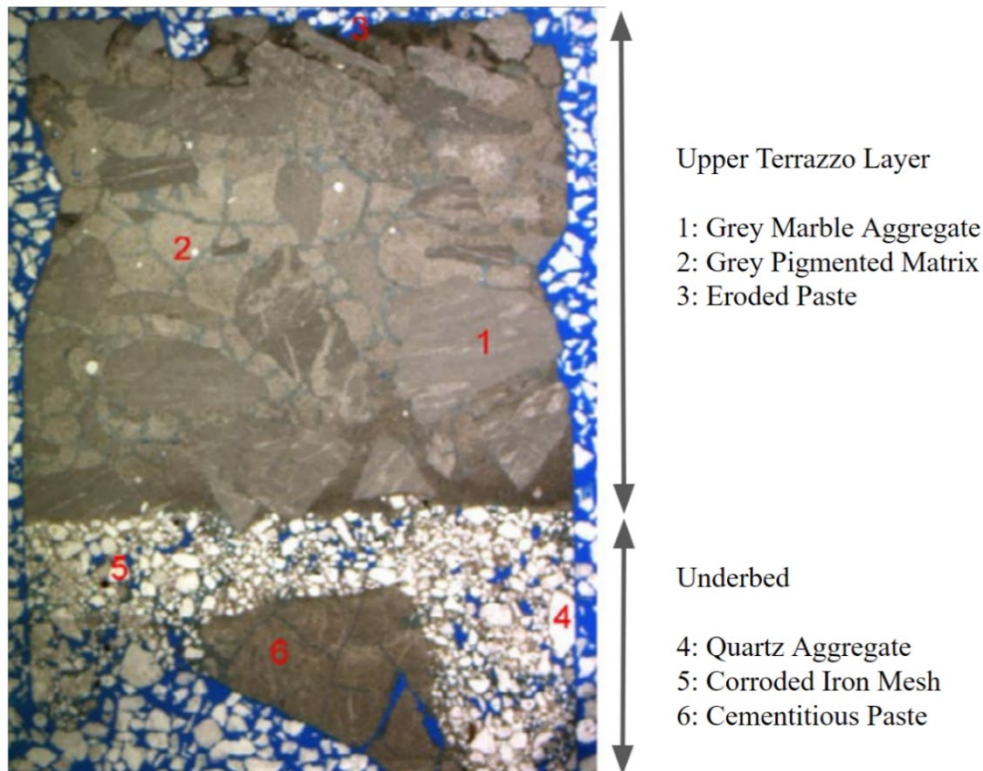 3
2
1
5
4
6
Upper Terrazzo Layer
1: Grey Marble Aggregate
2: Grey Pigmented Matrix
3: Eroded Paste
Underbed
4: Quartz Aggregate
5: Corroded Iron Mesh
6: Cementitious Paste